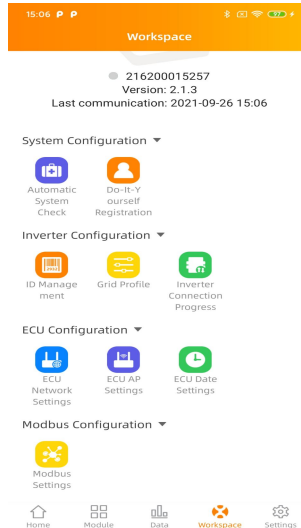 15:06 P P 97
Workspace
216200015257
Version: 2.1.3
Last communication: 2021-09-26 15:06
System Configuration
Automatic System Check
Do-It-Y ourself Registration
Inverter Configuration
ID Manage ment
Grid Profile
Inverter Connection Progress
ECU Configuration
ECU Network Settings
ECU AP Settings
ECU Date Settings
Modbus Configuration
Modbus Settings
Home Module Data Workspace Settings